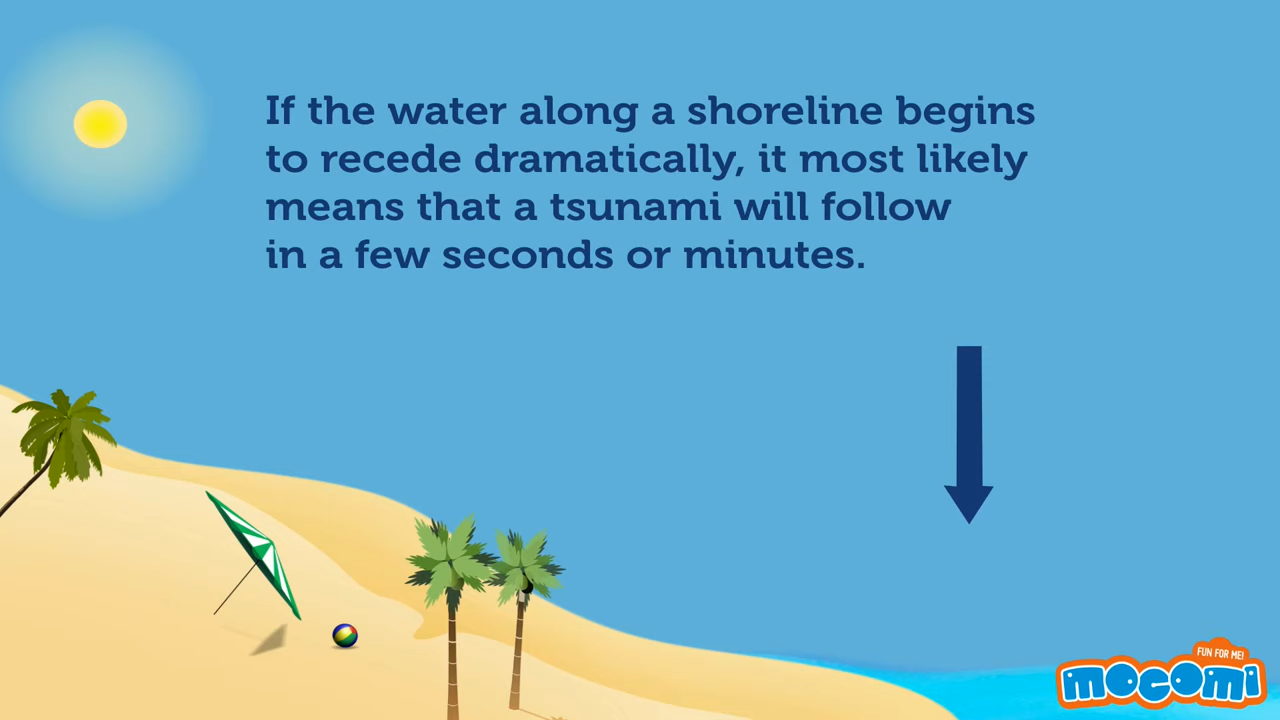 If the water along a shoreline begins
to recede dramatically, it most likely
means that a tsunami will follow
in a few seconds or minutes.
FUN FOR ME!
mocomi